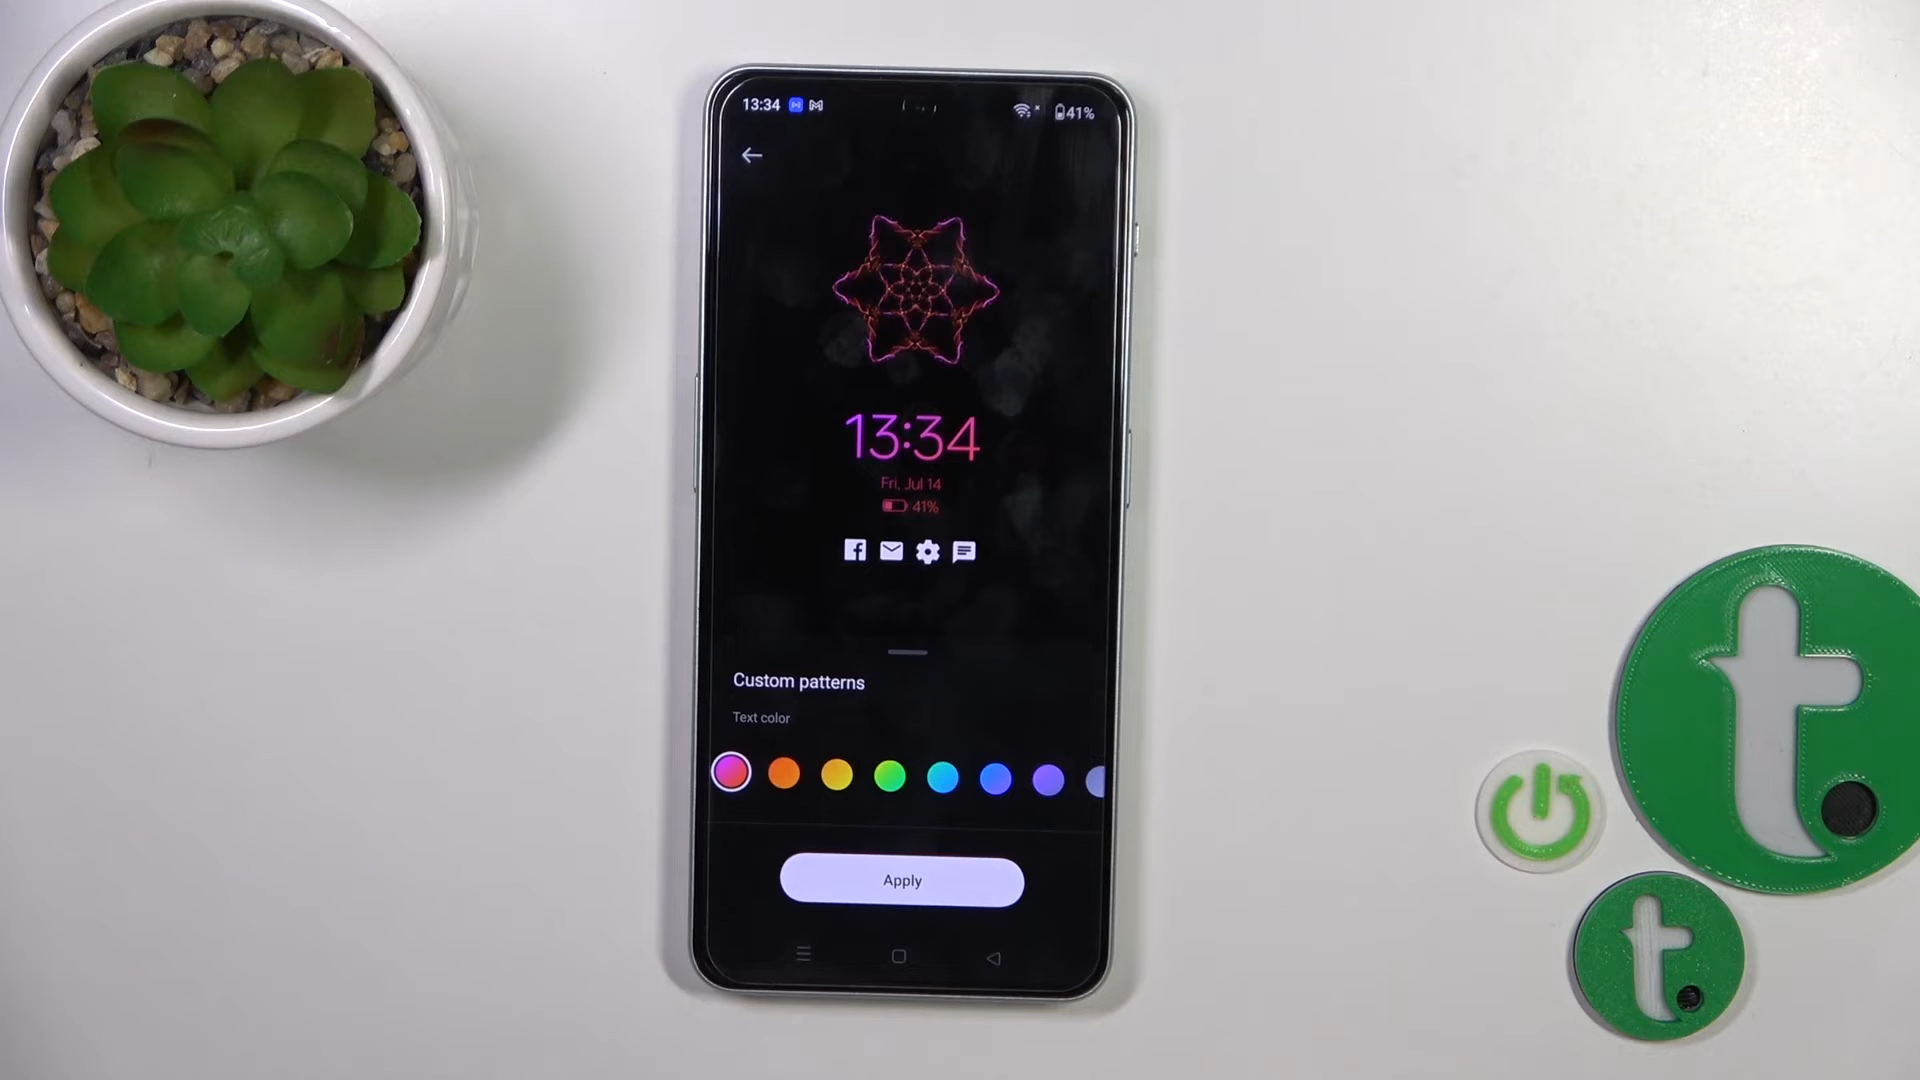 13:34
41%
13:34
Fri, Jul 14
41%
Custom patterns
Text color
Apply
t.
t.